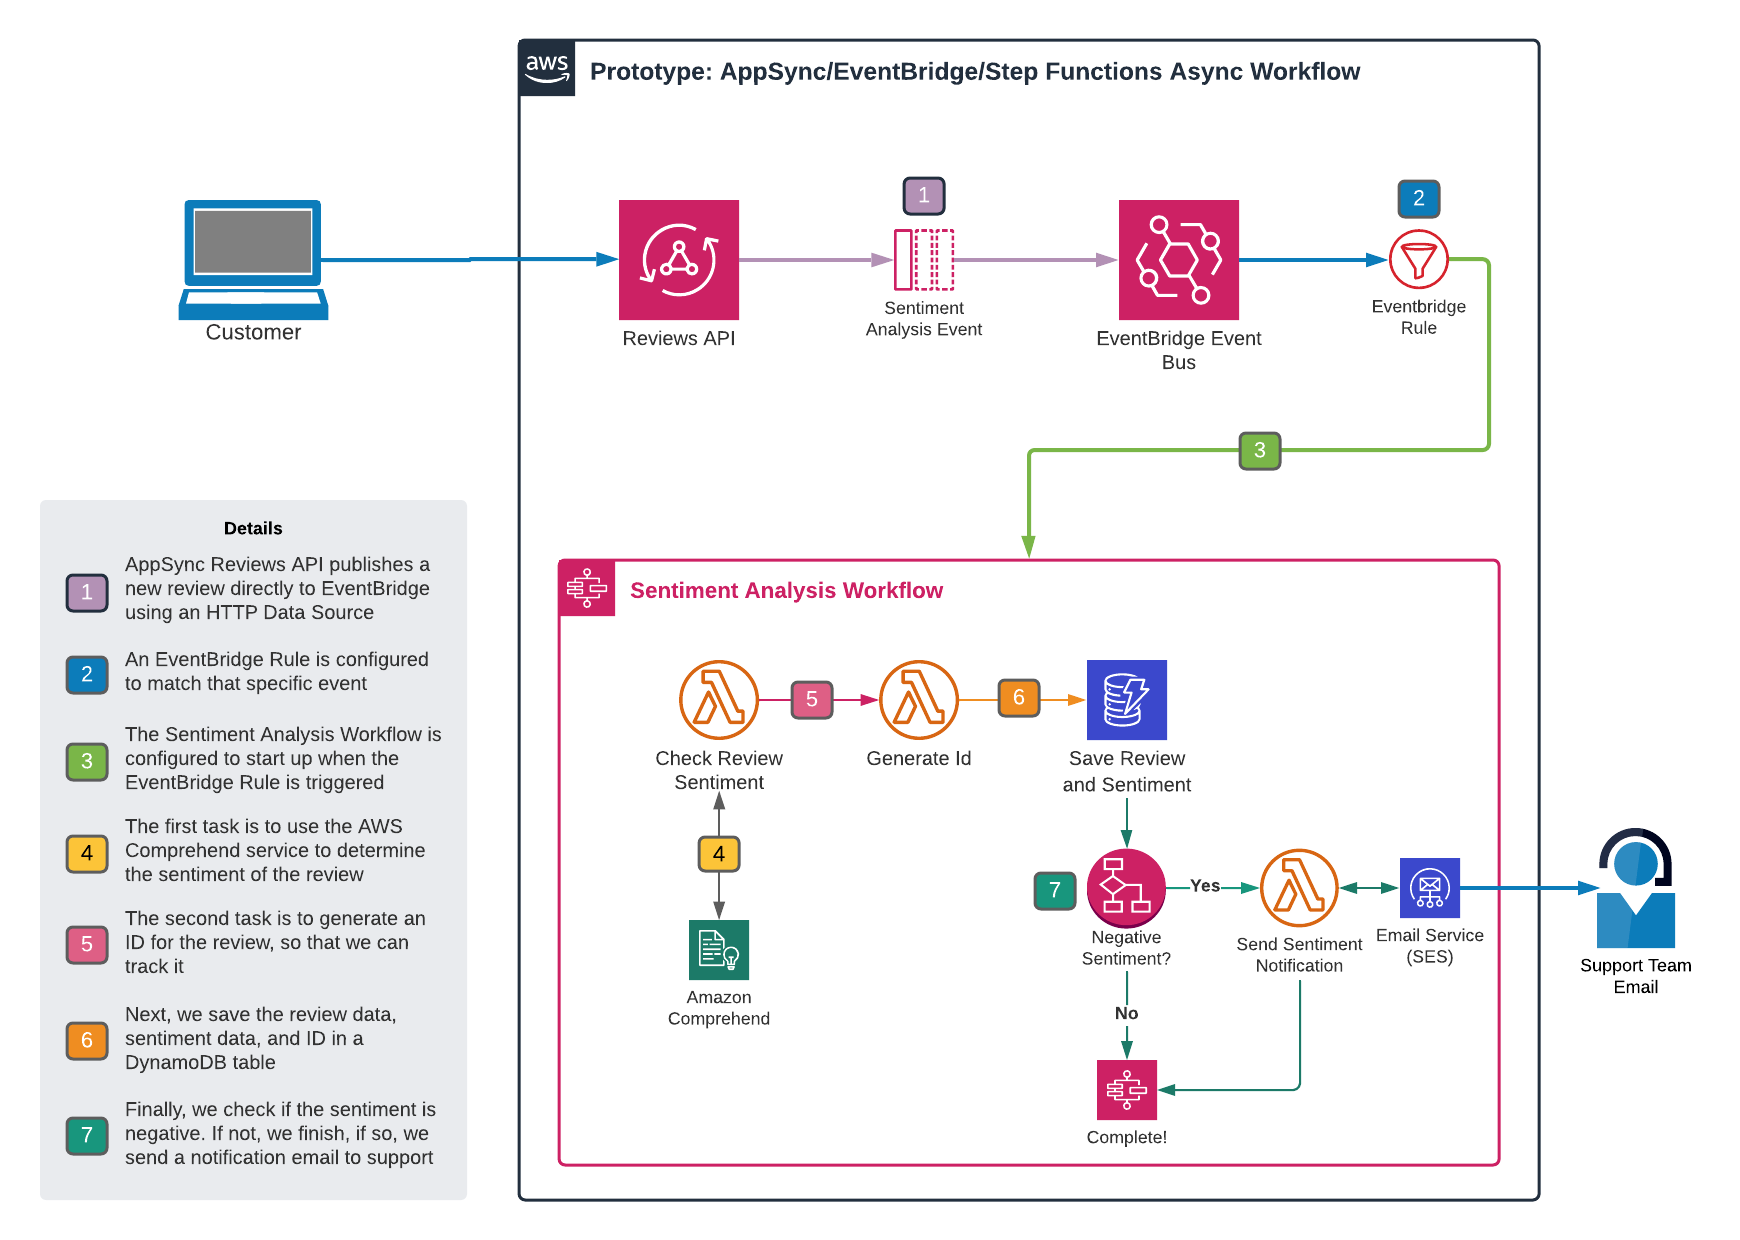 aws
Prototype: AppSync/EventBridge/Step Functions Async Workflow
1
2
Customer
Reviews API
Sentiment
Analysis Event
EventBridge Event
Bus
Eventbridge
Rule
3
Details
1
AppSync Reviews API publishes a
new review directly to EventBridge
using an HTTP Data Source
2
An EventBridge Rule is configured
to match that specific event
3
The Sentiment Analysis Workflow is
configured to start up when the
EventBridge Rule is triggered
4
The first task is to use the AWS
Comprehend service to determine
the sentiment of the review
5
The second task is to generate an
ID for the review, so that we can
track it
6
Next, we save the review data,
sentiment data, and ID in a
DynamoDB table
7
Finally, we check if the sentiment is
negative. If not, we finish, if so, we
send a notification email to support
Sentiment Analysis Workflow
5
6
Check Review
Sentiment
Generate Id
Save Review
and Sentiment
4
Amazon
Comprehend
7
Yes
Negative
Sentiment?
Send Sentiment
Notification
Email Service
(SES)
Support Team
Email
No
Complete!